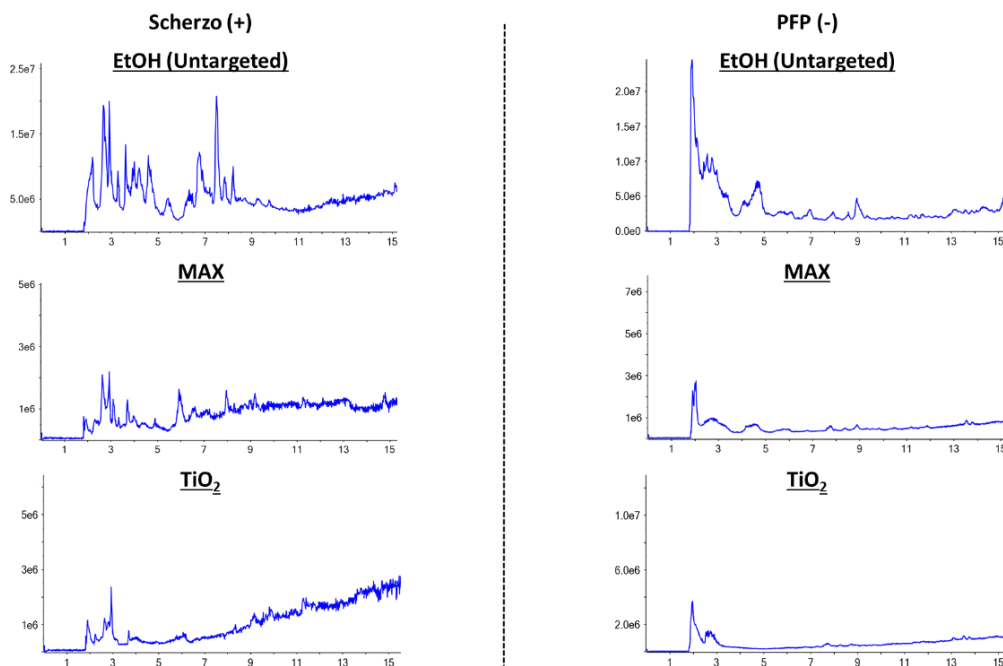 Scherzo (+)
EtOH (Untargeted)
2.5e7
1.5e7
5.0e6
1 3 5 7 9 11 13 15
MAX
5e6
3e6
1e6
1 3 5 7 9 11 13 15
TiO2
5e6
3e6
1e6
1 3 5 7 9 11 13 15
PFP (-)
EtOH (Untargeted)
2.0e7
1.5e7
1.0e7
5.0e6
0.0e0
1 3 5 7 9 11 13 15
MAX
7e6
5e6
3e6
1e6
1 3 5 7 9 11 13 15
TiO2
1.0e7
6.0e6
2.0e6
1 3 5 7 9 11 13 15